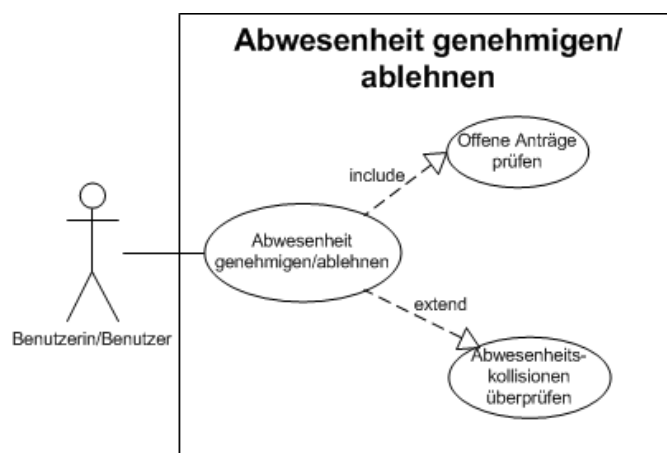 Abwesenheit genehmigen/
ablehnen
Offene Anträge
prüfen
include
Abwesenheit
genehmigen/ablehnen
extend
Benutzerin/Benutzer
Abwesenheits-
kollisionen
überprüfen